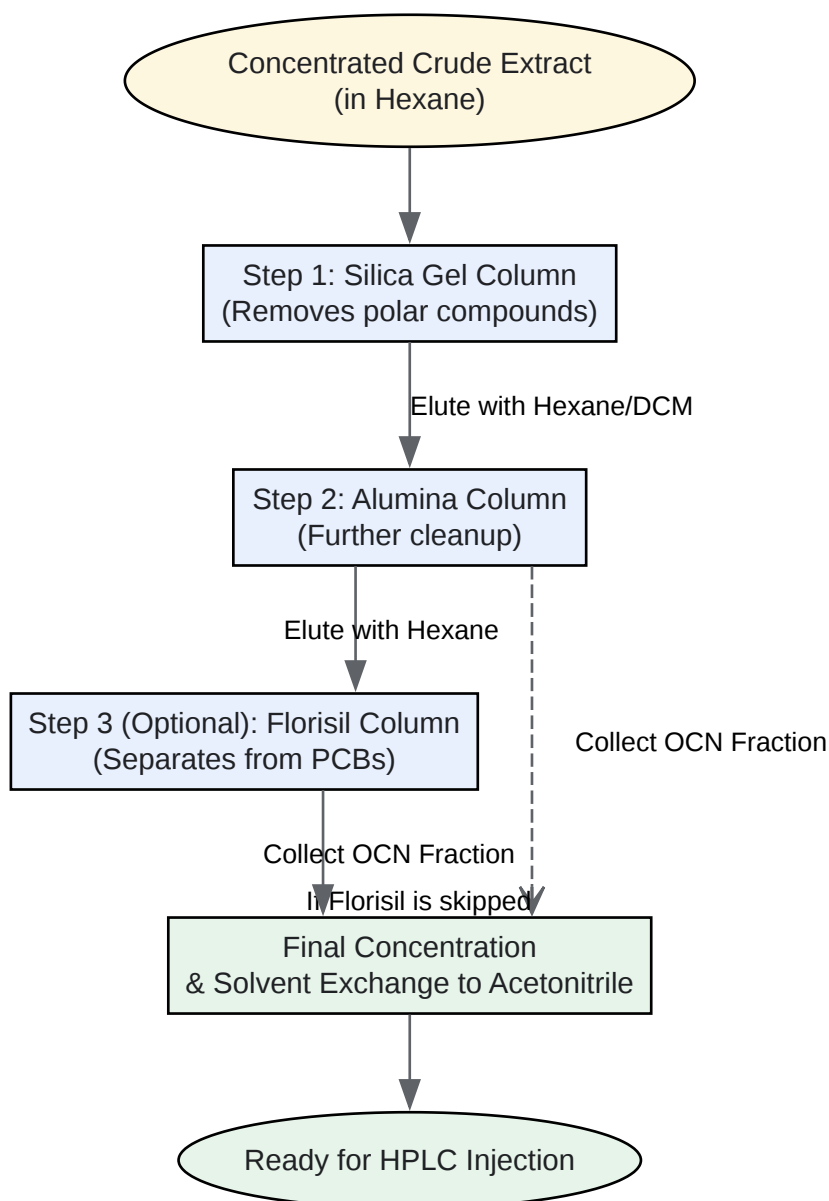 Concentrated Crude Extract
(in Hexane)
Step 1: Silica Gel Column
(Removes polar compounds)
Elute with Hexane/DCM
Step 2: Alumina Column
(Further cleanup)
Elute with Hexane
Step 3 (Optional): Florisil Column
(Separates from PCBs)
Collect OCN Fraction
Collect OCN Fraction
If Florisil is skipped
Final Concentration
& Solvent Exchange to Acetonitrile
Ready for HPLC Injection